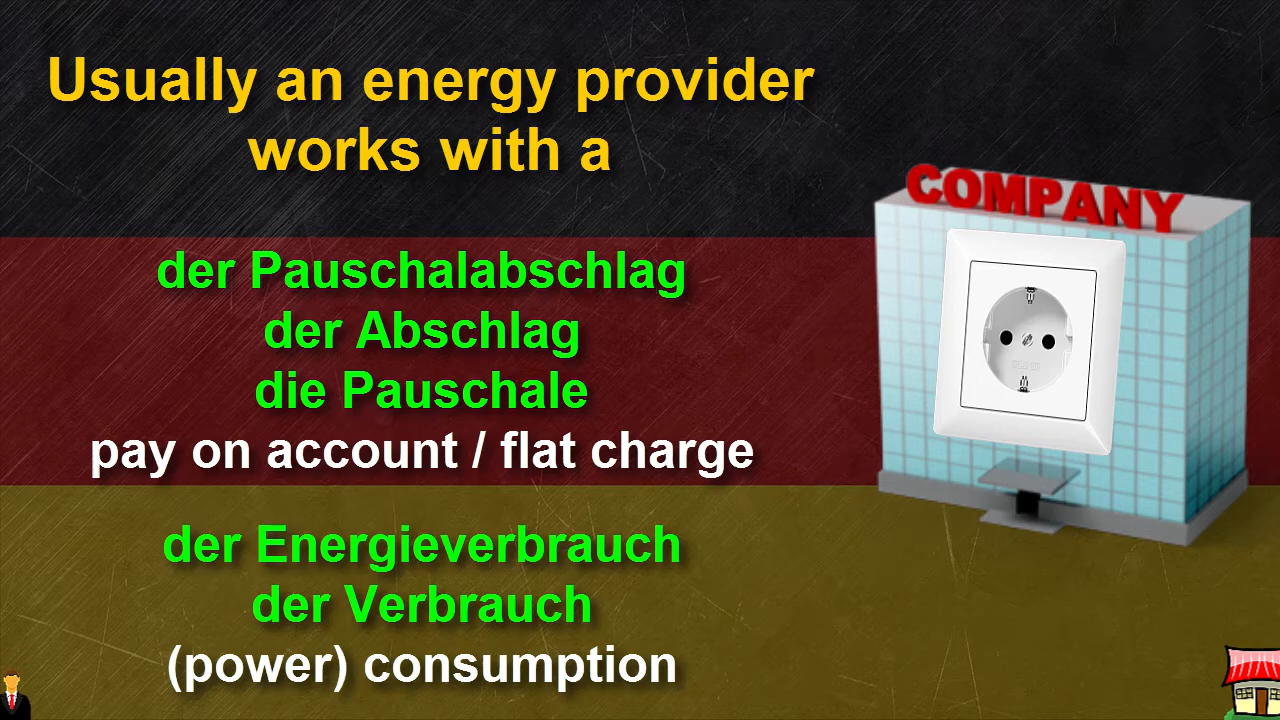 Usually an energy provider
works with a
COMPANY
der Pauschalabschlag
der Abschlag
die Pauschale
pay on account / flat charge
der Energieverbrauch
der Verbrauch
(power) consumption